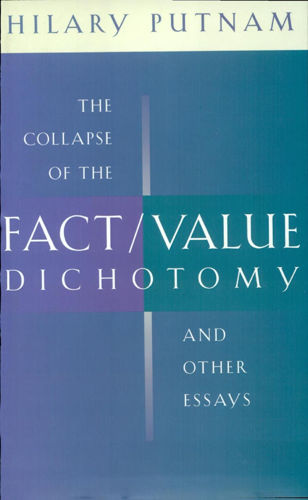 HILARY PUTNAM
THE
COLLAPSE
OF THE
FACT/VALUE
DICHOTOMY
AND
OTHER
ESSAYS